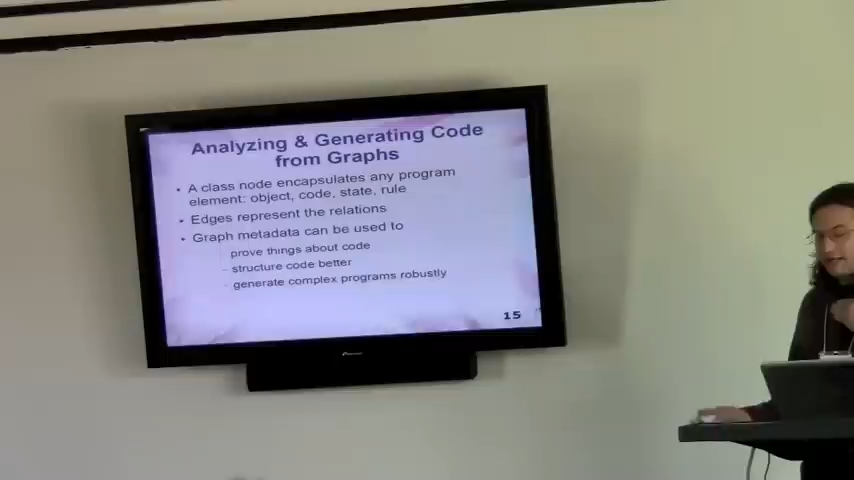 Analyzing & Generating Code
from Graphs
• A class node encapsulates any program
element: object, code, state, rule
• Edges represent the relations
• Graph metadata can be used to
prove things about code
– structure code better
generate complex programs robustly
15